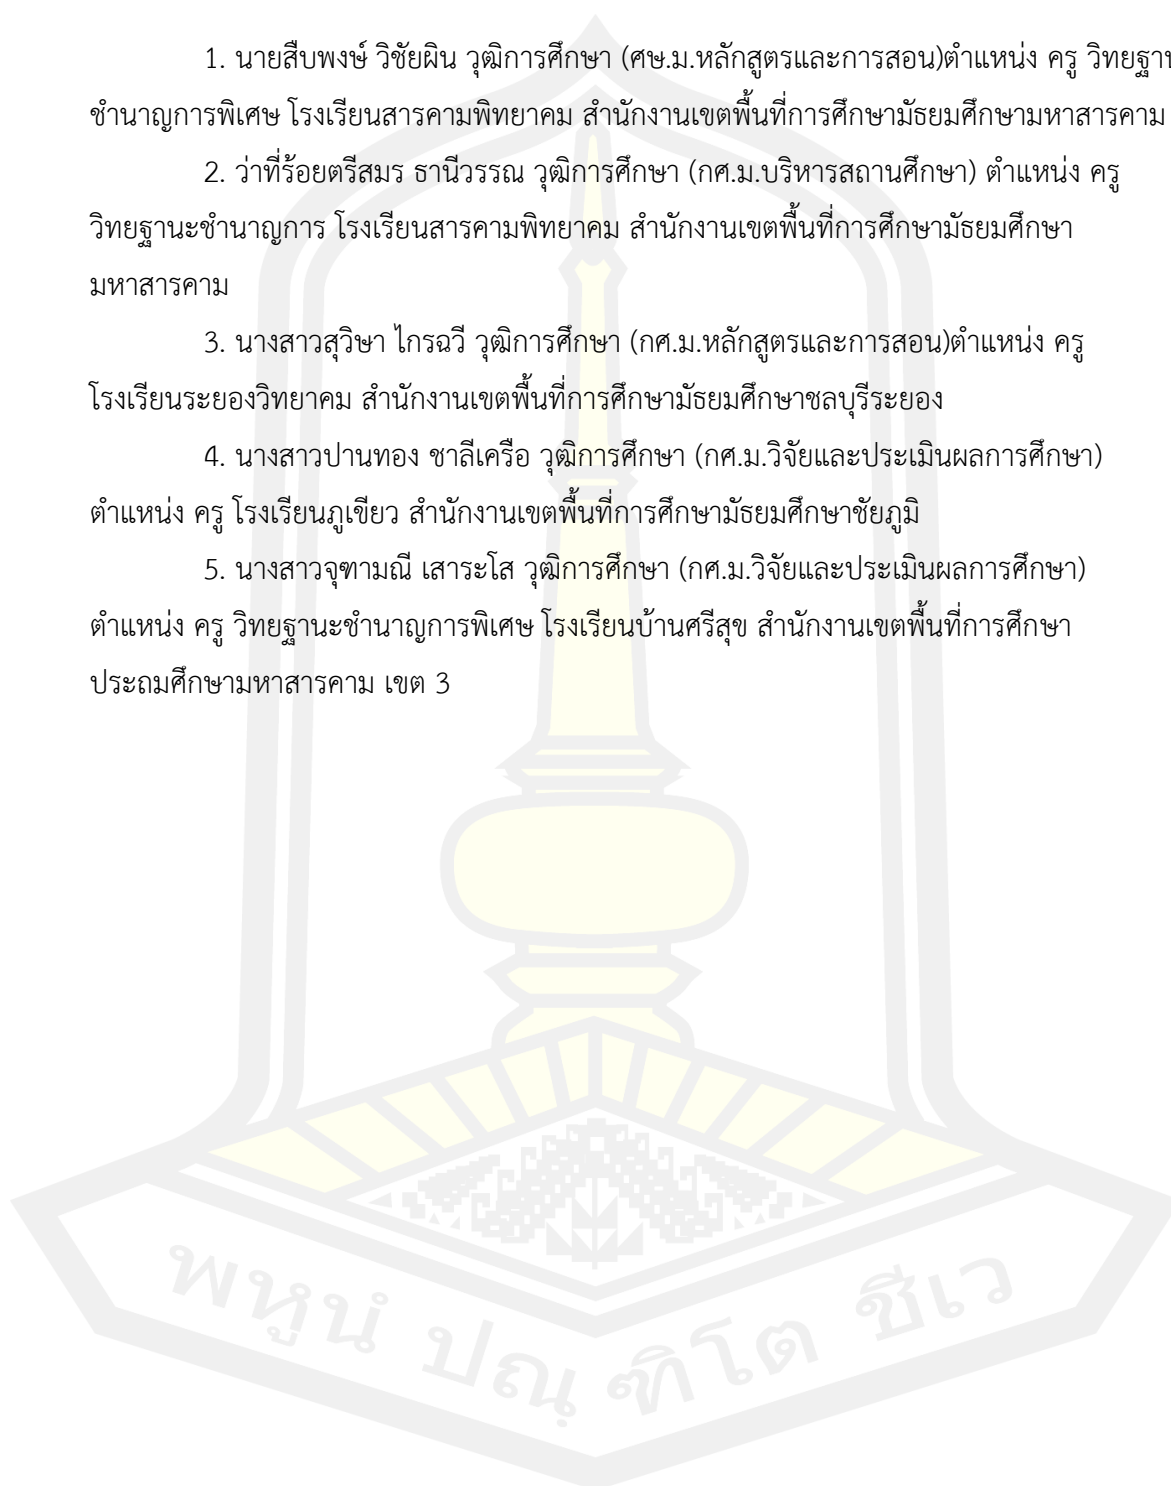 1. นายสืบพงษ์ วิชัยผิน วุฒิการศึกษา (ศษ.ม.หลักสูตรและการสอน)ตำแหน่ง ครู
ชำนาญการพิเศษ โรงเรียนสารคามพิทยาคม สำนักงานเขตพื้นที่การศึกษามัธยมศึกษามหาสารคาม
2. ว่าที่ร้อยตรีสมร ธานีวรรณ วุฒิการศึกษา (กศ.ม.บริหารสถานศึกษา) ตำแหน่ง ครู
วิทยฐานะชำนาญการ โรงเรียนสารคามพิทยาคม สำนักงานเขตพื้นที่การศึกษามัธยมศึกษา
มหาสารคาม
3. นางสาวสุวิษา ไกรฉวี วุฒิการศึกษา (กศ.ม.หลักสูตรและการสอน)ตำแหน่ง ครู
โรงเรียนระยองวิทยาคม สำนักงานเขตพื้นที่การศึกษามัธยมศึกษาชลบุรีระยอง
4. นางสาวปานทอง ชาลีเครือ วุฒิการศึกษา (กศ.ม.วิจัยและประเมินผลการศึกษา)
ตำแหน่ง ครู โรงเรียนภูเขียว สำนักงานเขตพื้นที่การศึกษามัธยมศึกษาชัยภูมิ
5. นางสาวจุฑามณี เสาระโส วุฒิการศึกษา (กศ.ม.วิจัยและประเมินผลการศึกษา)
ตำแหน่ง ครู วิทยฐานะชำนาญการพิเศษ โรงเรียนบ้านศรีสุข สำนักงานเขตพื้นที่การศึกษา
ประถมศึกษามหาสารคาม เขต 3
พหูนํ ปณฺ ฑิโต ชีเว